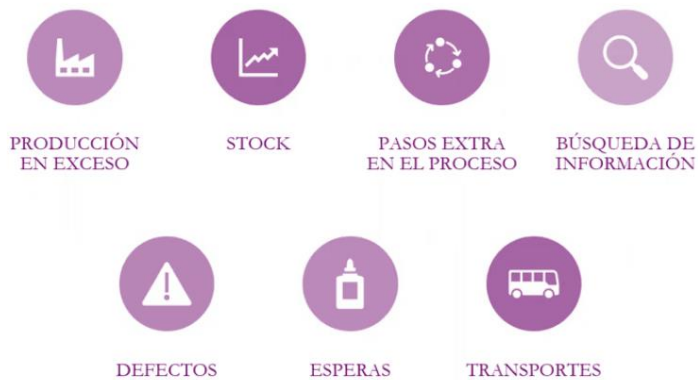 PRODUCCIÓN
EN EXCESO
STOCK
PASOS EXTRA
EN EL PROCESO
BÚSQUEDA DE
INFORMACIÓN
DEFECTOS
ESPERAS
TRANSPORTES